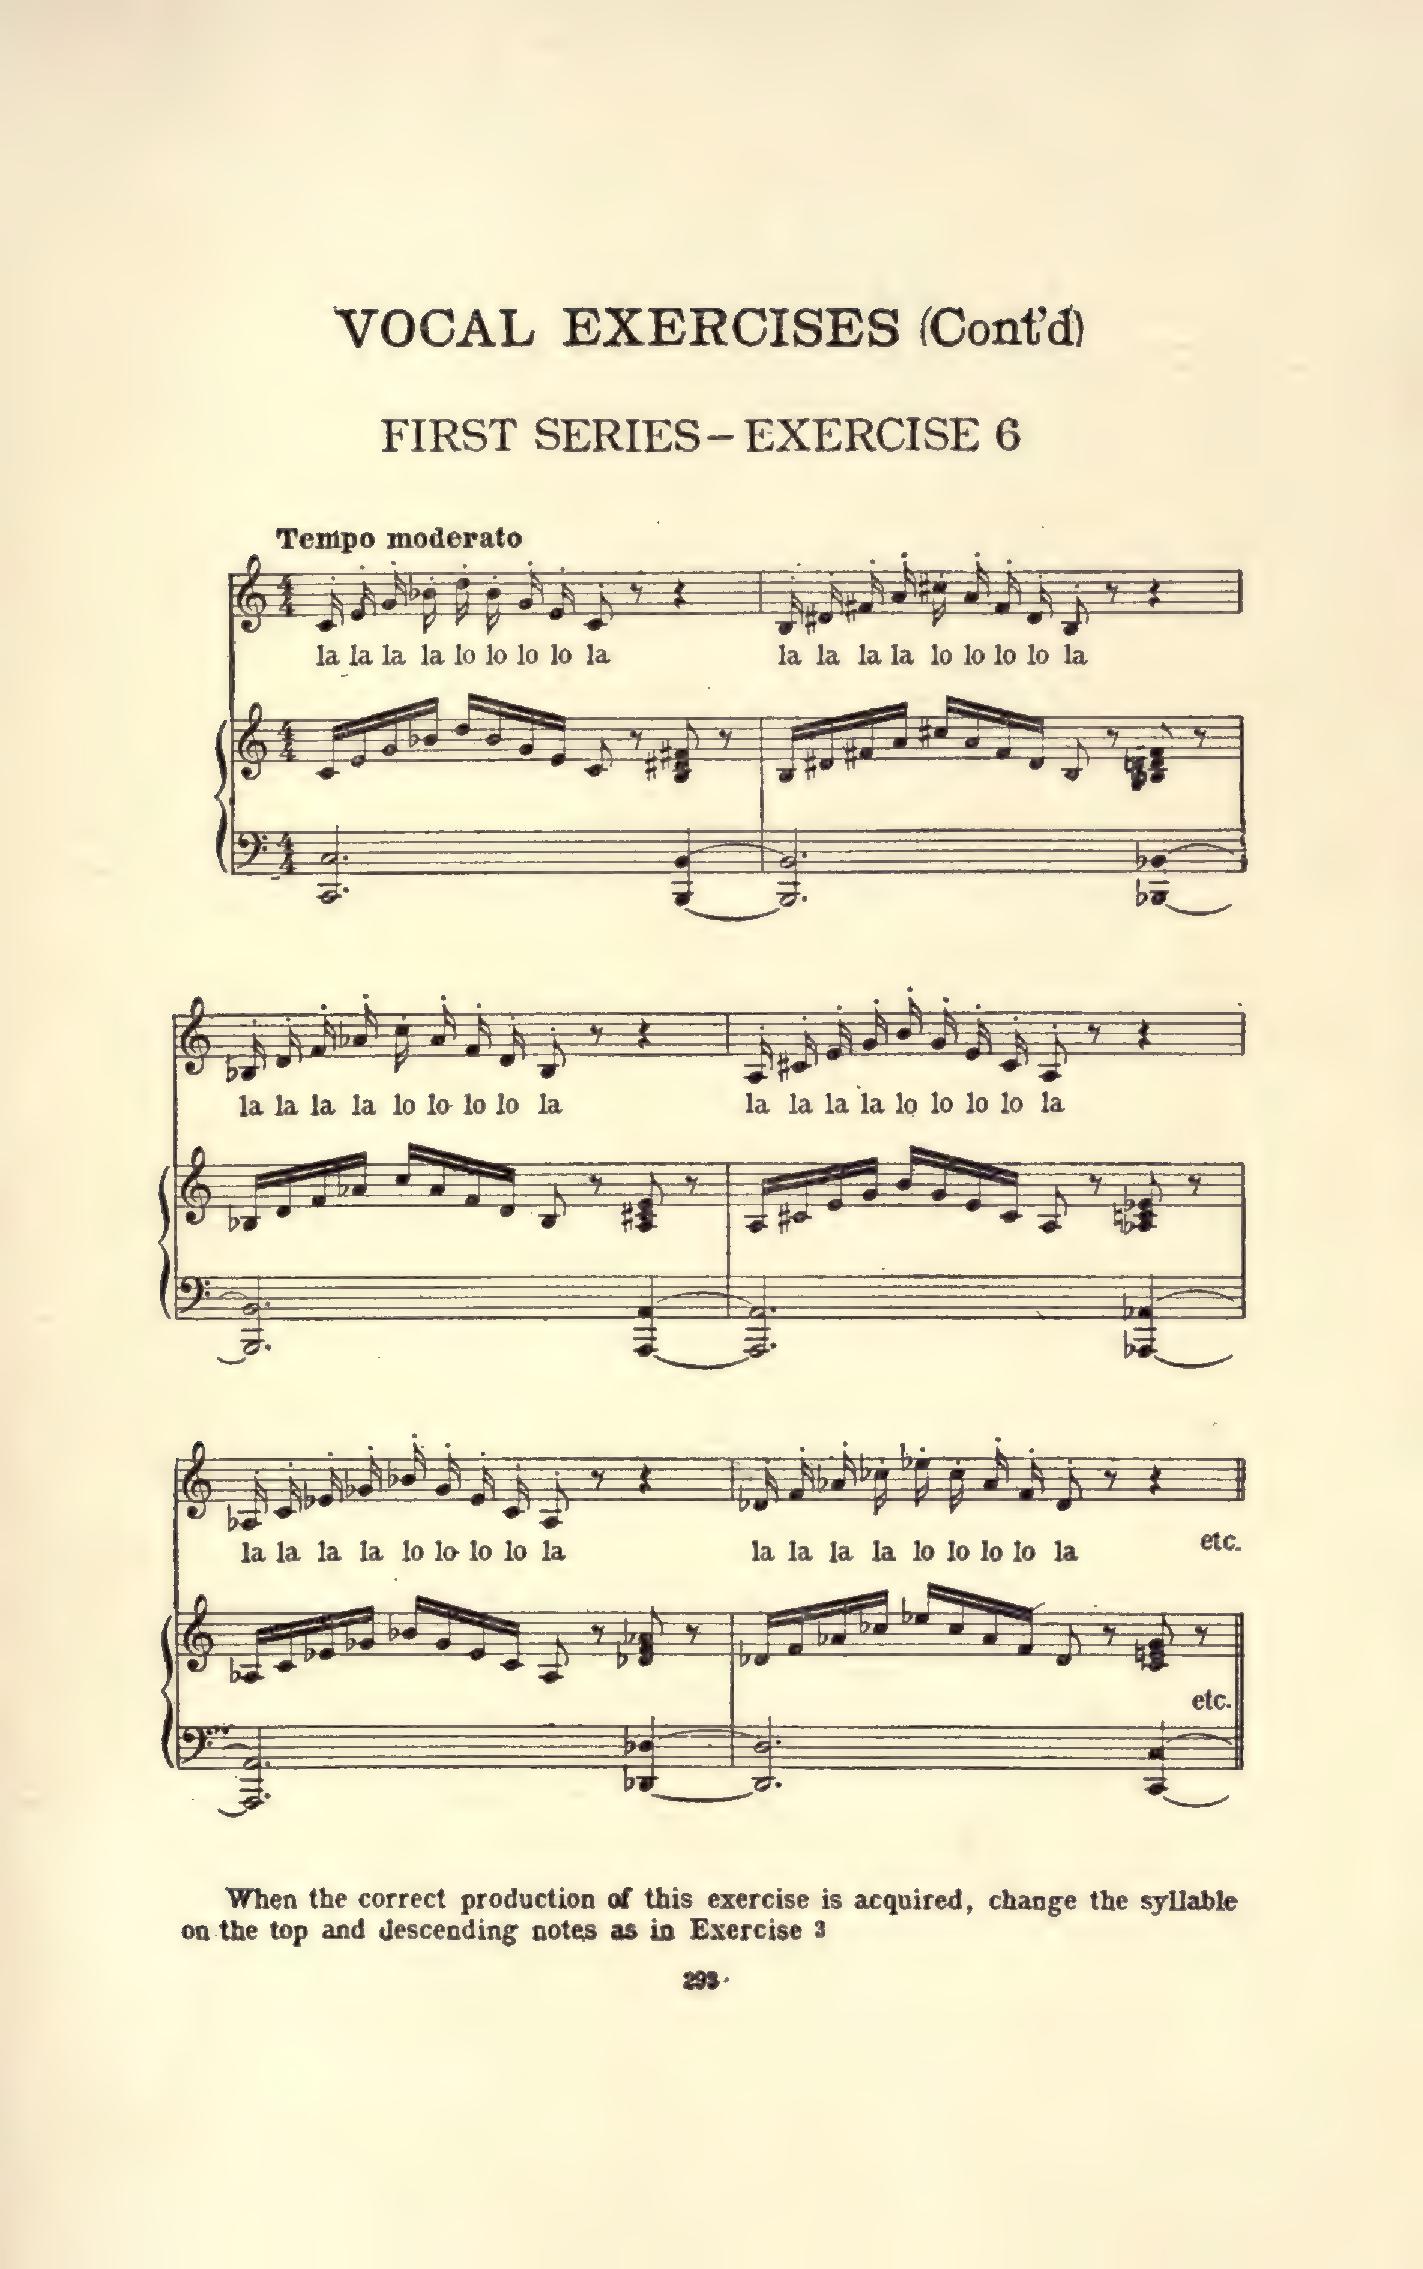 VOCAL EXERCISES (Cont'd)
FIRST SERIES – EXERCISE 6
Tempo moderato
la la la la lo lo lo lo la la la la la lo lo lo lo la
la la la la lo lo lo lo la la la la la lo lo lo lo la
la la la la lo lo lo lo la la la la la lo lo lo lo la etc.
etc.
When the correct production of this exercise is acquired, change the syllable
on the top and descending notes as in Exercise 3
293